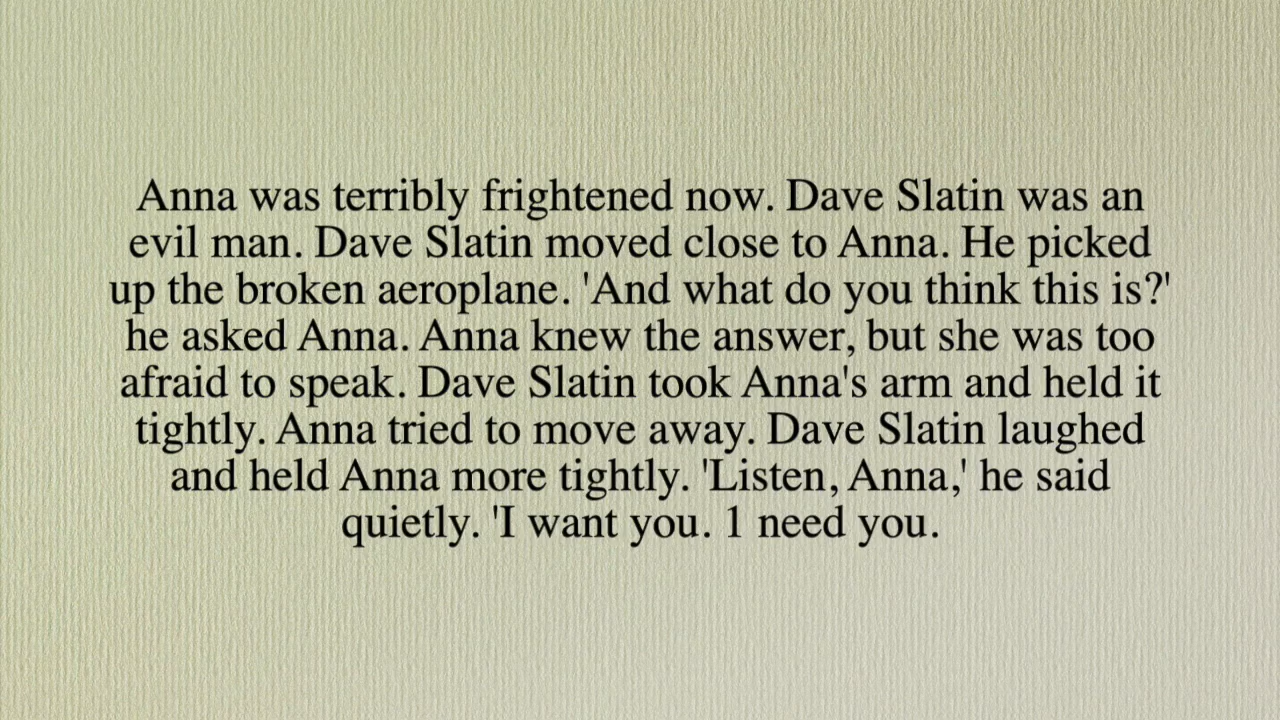 Anna was terribly frightened now. Dave Slatin was an
evil man. Dave Slatin moved close to Anna. He picked
up the broken aeroplane. 'And what do you think this is?'
he asked Anna. Anna knew the answer, but she was too
afraid to speak. Dave Slatin took Anna's arm and held it
tightly. Anna tried to move away. Dave Slatin laughed
and held Anna more tightly. 'Listen, Anna,' he said
quietly. 'I want you. 1 need you.